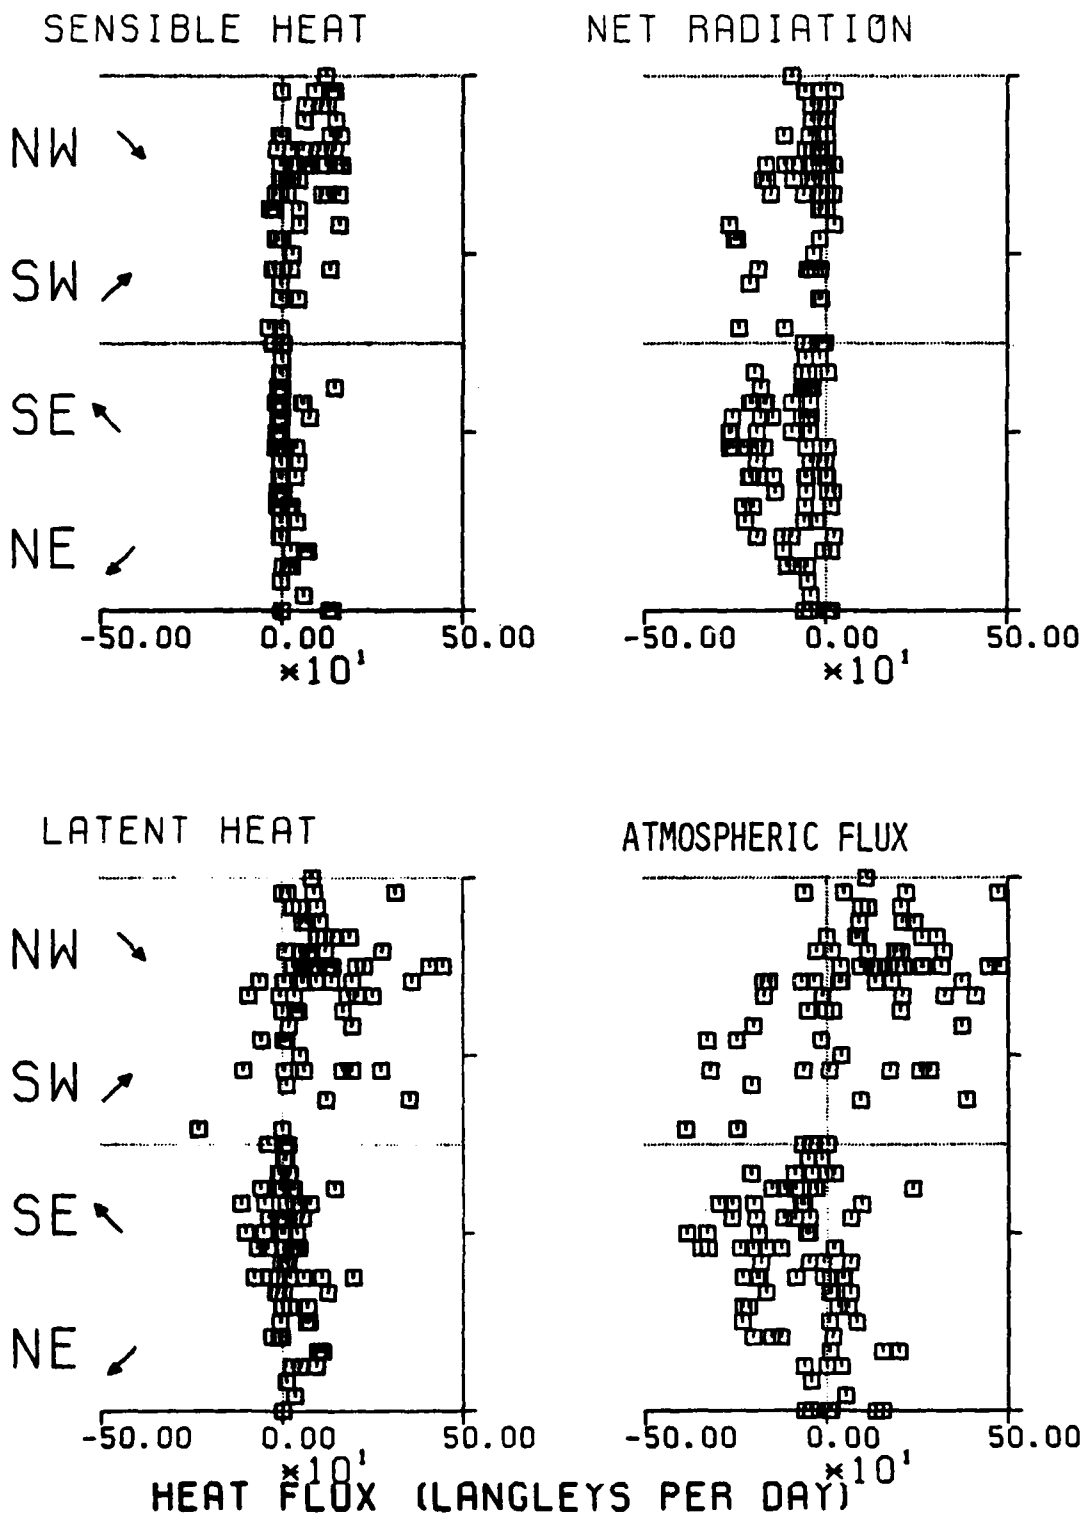 SENSIBLE HEAT
NET RADIATION
NW
SW
SE
NE
-50.00 0.00 50.00
×10¹
-50.00 0.00 50.00
×10¹
LATENT HEAT
ATMOSPHERIC FLUX
NW
SW
SE
NE
-50.00 0.00 50.00
×10¹
-50.00 0.00 50.00
×10¹
HEAT FLUX (LANGLEYS PER DAY)